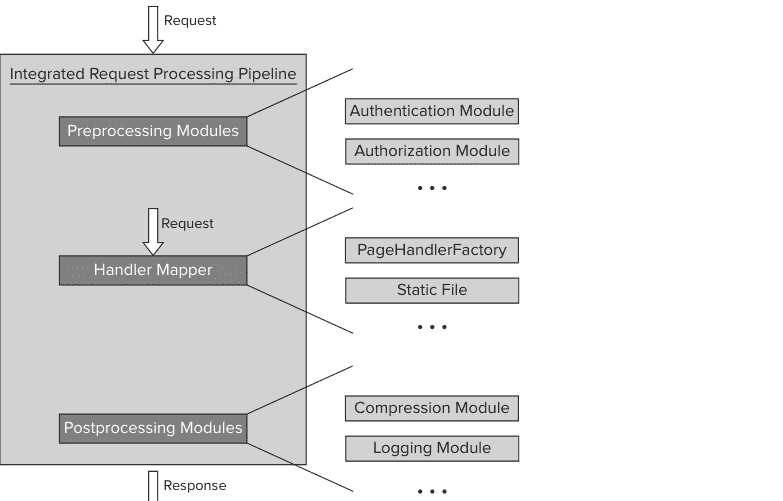 Request
Integrated Request Processing Pipeline
Preprocessing Modules
Authentication Module
Authorization Module
• • •
Request
Handler Mapper
PageHandlerFactory
Static File
• • •
Postprocessing Modules
Compression Module
Logging Module
• • •
Response